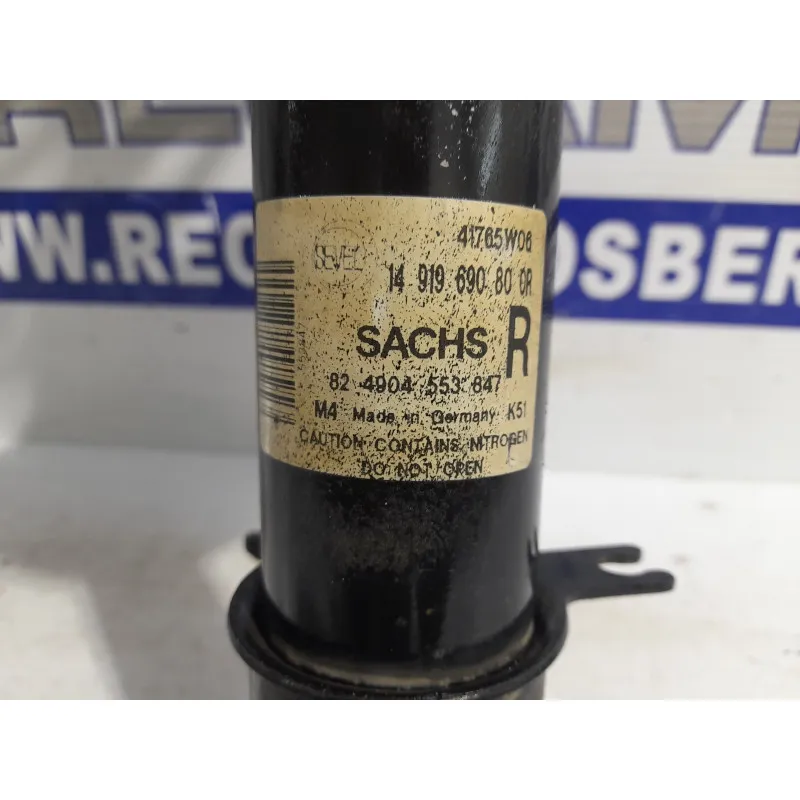 WW.REC OSBER
SEVEL
41765W06
14 919 690 80 0R
SACHS R
82 4904 553 847
M4 Made in Germany K51
CAUTION CONTAINS NITROGEN
DO NOT OPEN